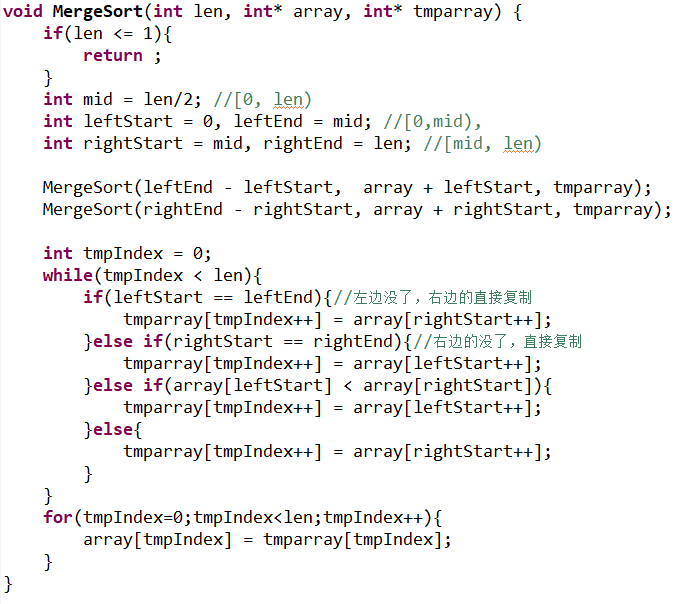 void MergeSort(int len, int* array, int* tmparray) {
    if(len <= 1){
        return ;
    }
    int mid = len/2; //[0, len)
    int leftStart = 0, leftEnd = mid; //[0,mid),
    int rightStart = mid, rightEnd = len; //[mid, len)

    MergeSort(leftEnd - leftStart,  array + leftStart, tmparray);
    MergeSort(rightEnd - rightStart, array + rightStart, tmparray);

    int tmpIndex = 0;
    while(tmpIndex < len){
        if(leftStart == leftEnd){//左边没了，右边的直接复制
            tmparray[tmpIndex++] = array[rightStart++];
        }else if(rightStart == rightEnd){//右边的没了，直接复制
            tmparray[tmpIndex++] = array[leftStart++];
        }else if(array[leftStart] < array[rightStart]){
            tmparray[tmpIndex++] = array[leftStart++];
        }else{
            tmparray[tmpIndex++] = array[rightStart++];
        }
    }
    for(tmpIndex=0;tmpIndex<len;tmpIndex++){
        array[tmpIndex] = tmparray[tmpIndex];
    }
}